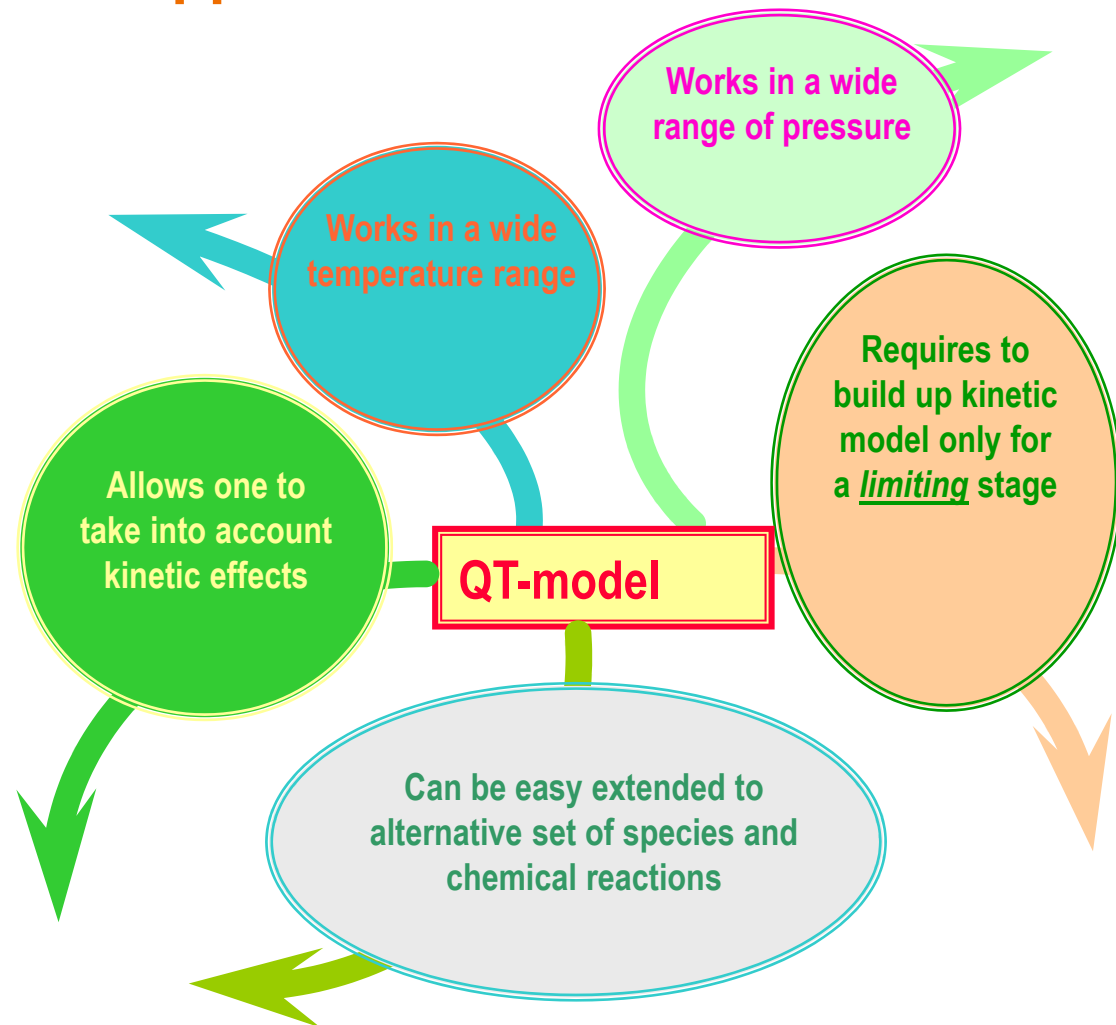 Works in a wide
range of pressure
Works in a wide
temperature range
Requires to
build up kinetic
model only for
a limiting stage
Allows one to
take into account
kinetic effects
QT-model
Can be easy extended to
alternative set of species and
chemical reactions